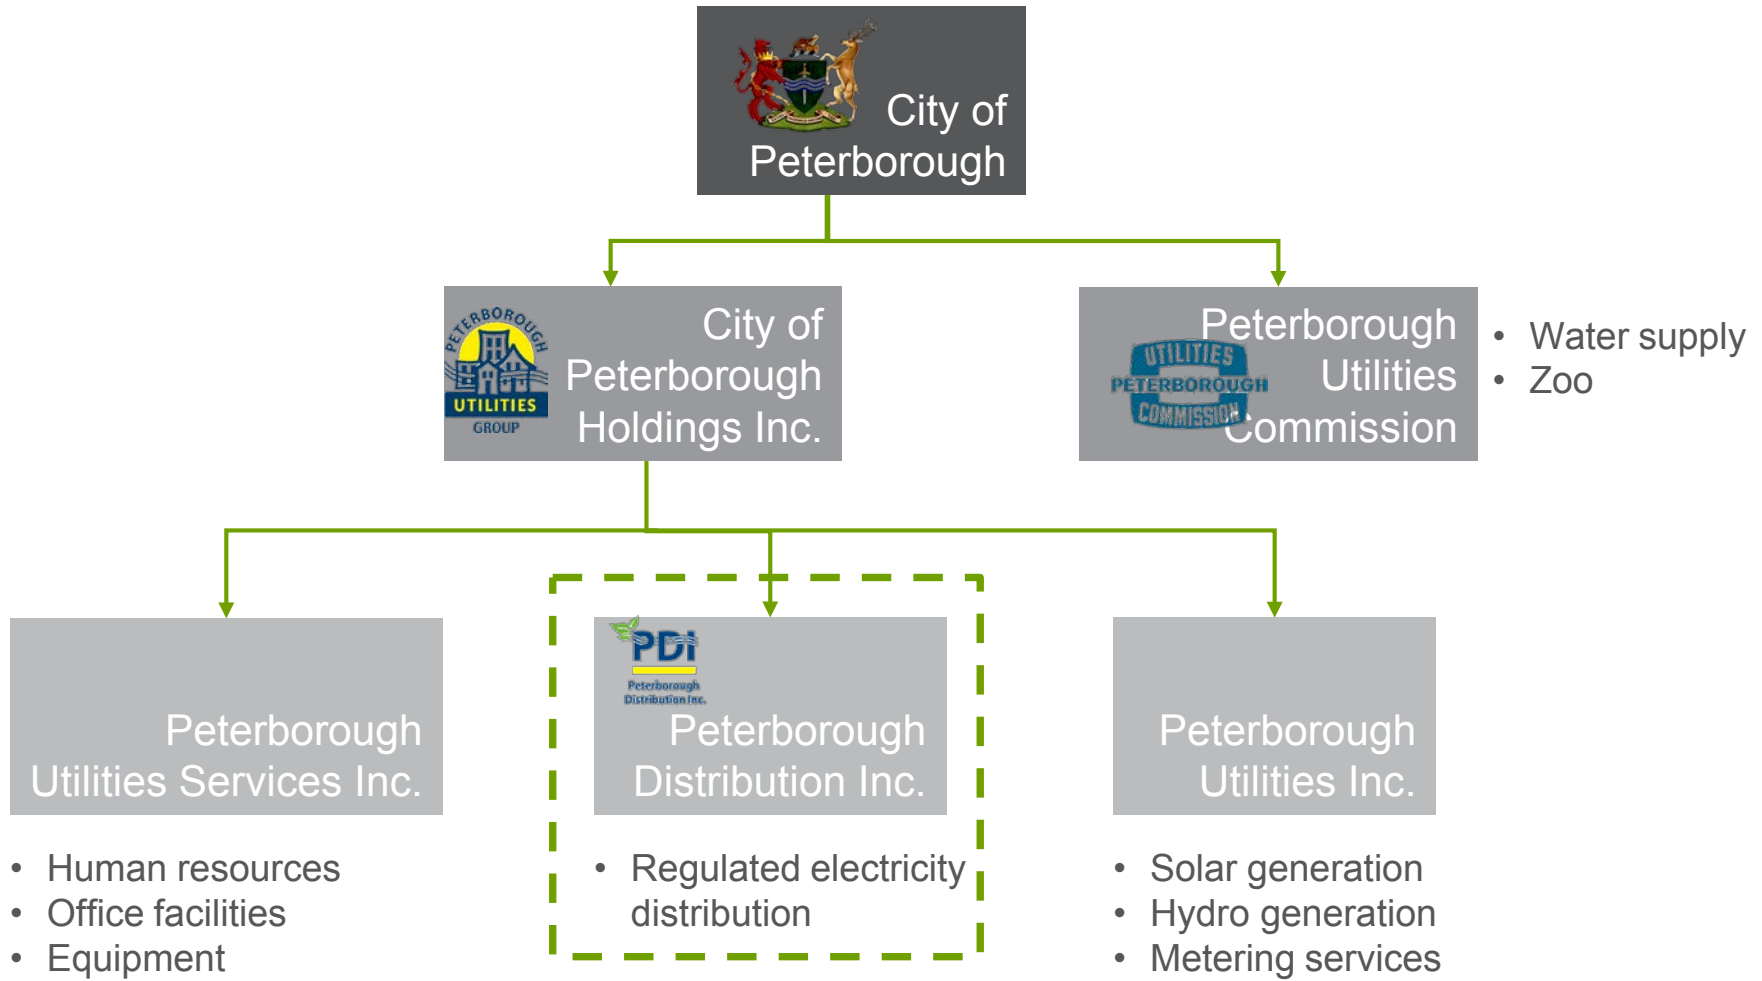 City of
Peterborough
PETERBOROUGH
UTILITIES
GROUP
City of
Peterborough
Holdings Inc.
UTILITIES
PETERBOROUGH
COMMISSION
Peterborough
Utilities
Commission
• Water supply
• Zoo
Peterborough
Utilities Services Inc.
• Human resources
• Office facilities
• Equipment
PDI
Peterborough
Distribution Inc.
Peterborough
Distribution Inc.
• Regulated electricity
distribution
Peterborough
Utilities Inc.
• Solar generation
• Hydro generation
• Metering services